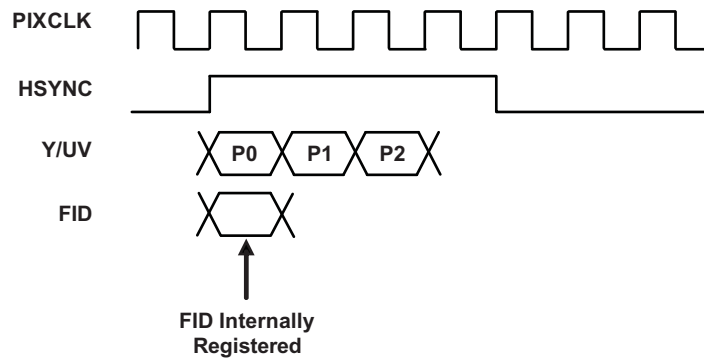 PIXCLK
HSYNC
Y/UV
P0 P1 P2
FID
FID Internally
Registered